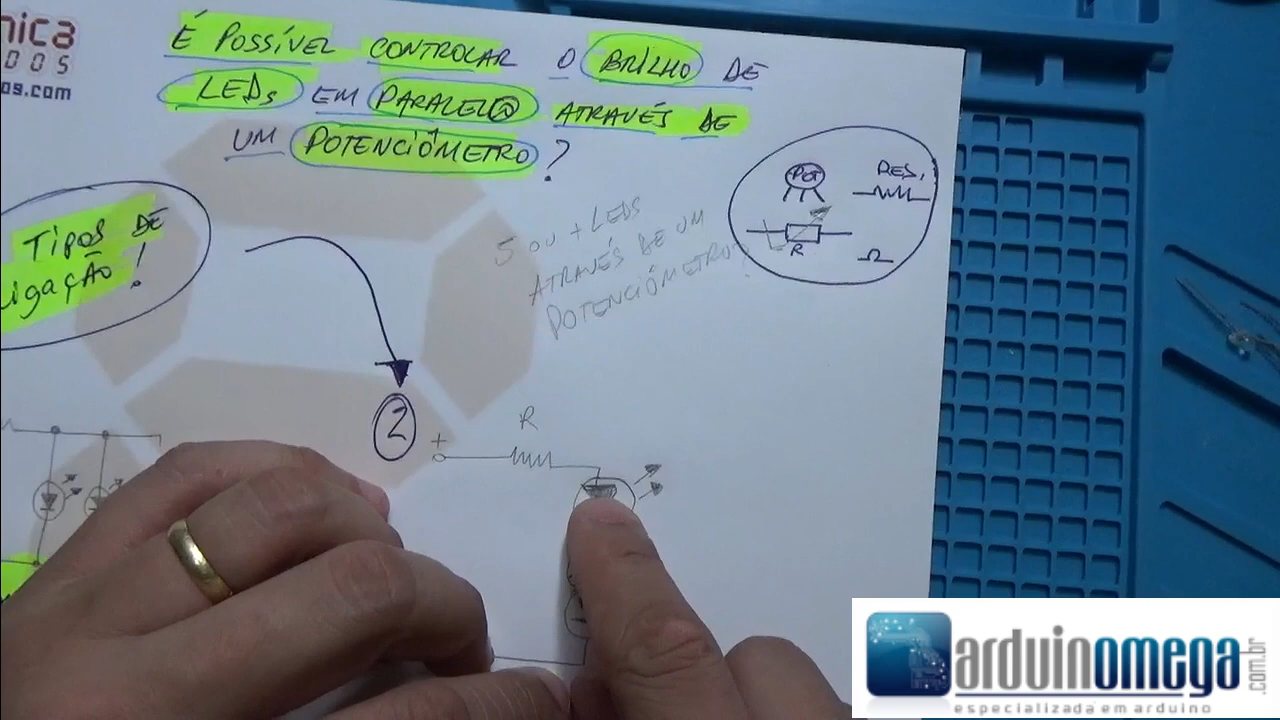 nica
DOS
os.com
É POSSÍVEL CONTROLAR O BRILHO DE
LEDs EM PARALELO ATRAVÉS DE
UM POTENCIÔMETRO?
POT
RES.
R
Ω
TIPOS DE
LIGAÇÃO!
5 OU + LEDS
ATRAVÉS DE UM
POTENCIÔMETRO?
2
R
+
arduinomega.com.br
especializada em arduino